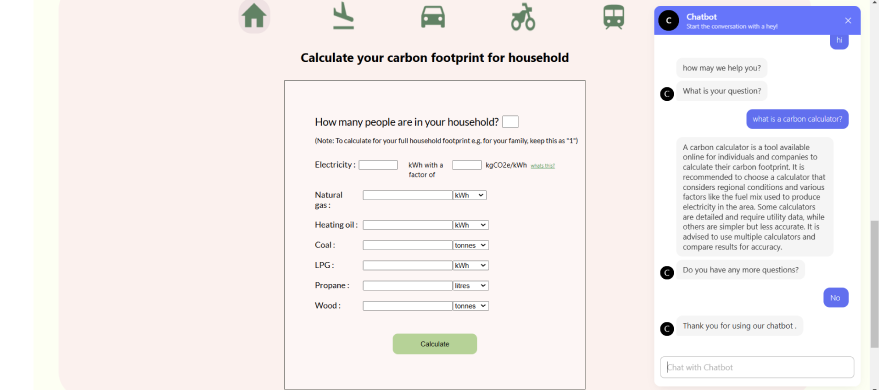 Calculate your carbon footprint for household
How many people are in your household?
(Note: To calculate for your full household footprint e.g. for your family, keep this as "1")
Electricity : kWh with a factor of kgCO2e/kWh whats this?
Natural gas : kWh
Heating oil : kWh
Coal : tonnes
LPG : kWh
Propane : litres
Wood : tonnes
Calculate
C
Chatbot
Start the conversation with a hey!
×
hi
how may we help you?
C
What is your question?
what is a carbon calculator?
A carbon calculator is a tool available
online for individuals and companies to
calculate their carbon footprint. It is
recommended to choose a calculator that
considers regional conditions and various
factors like the fuel mix used to produce
electricity in the area. Some calculators
are detailed and require utility data, while
others are simpler but less accurate. It is
advised to use multiple calculators and
compare results for accuracy.
C
Do you have any more questions?
No
C
Thank you for using our chatbot .
Chat with Chatbot